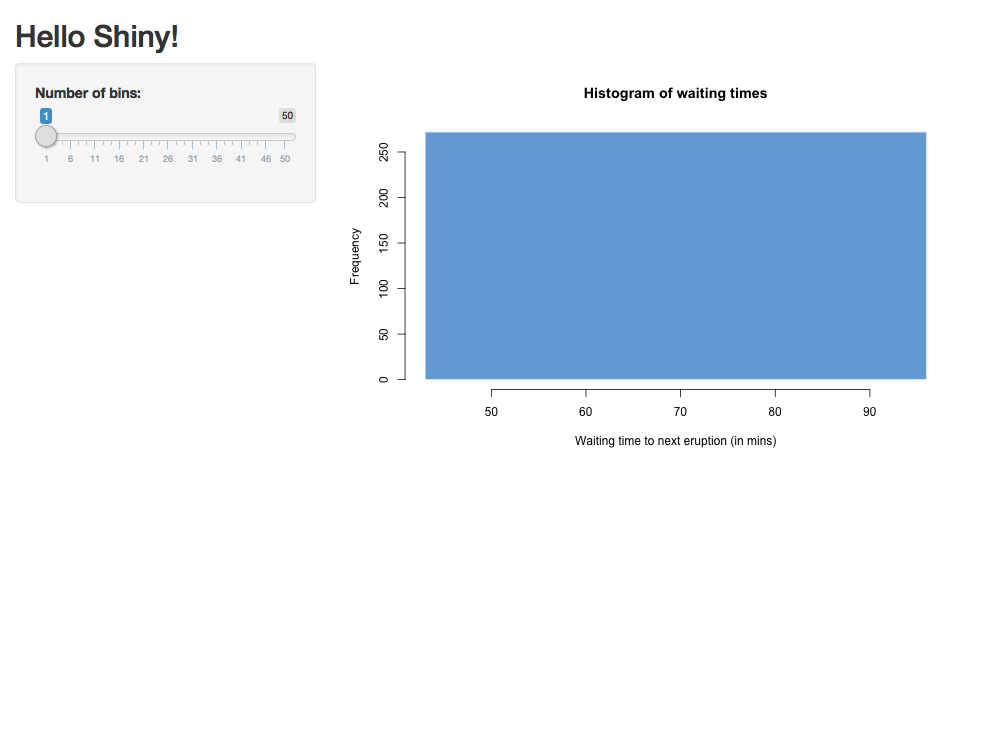 Hello Shiny!
Number of bins:
1 50
1 6 11 16 21 26 31 36 41 46 50
Histogram of waiting times
Frequency
250
200
150
100
50
0
50 60 70 80 90
Waiting time to next eruption (in mins)